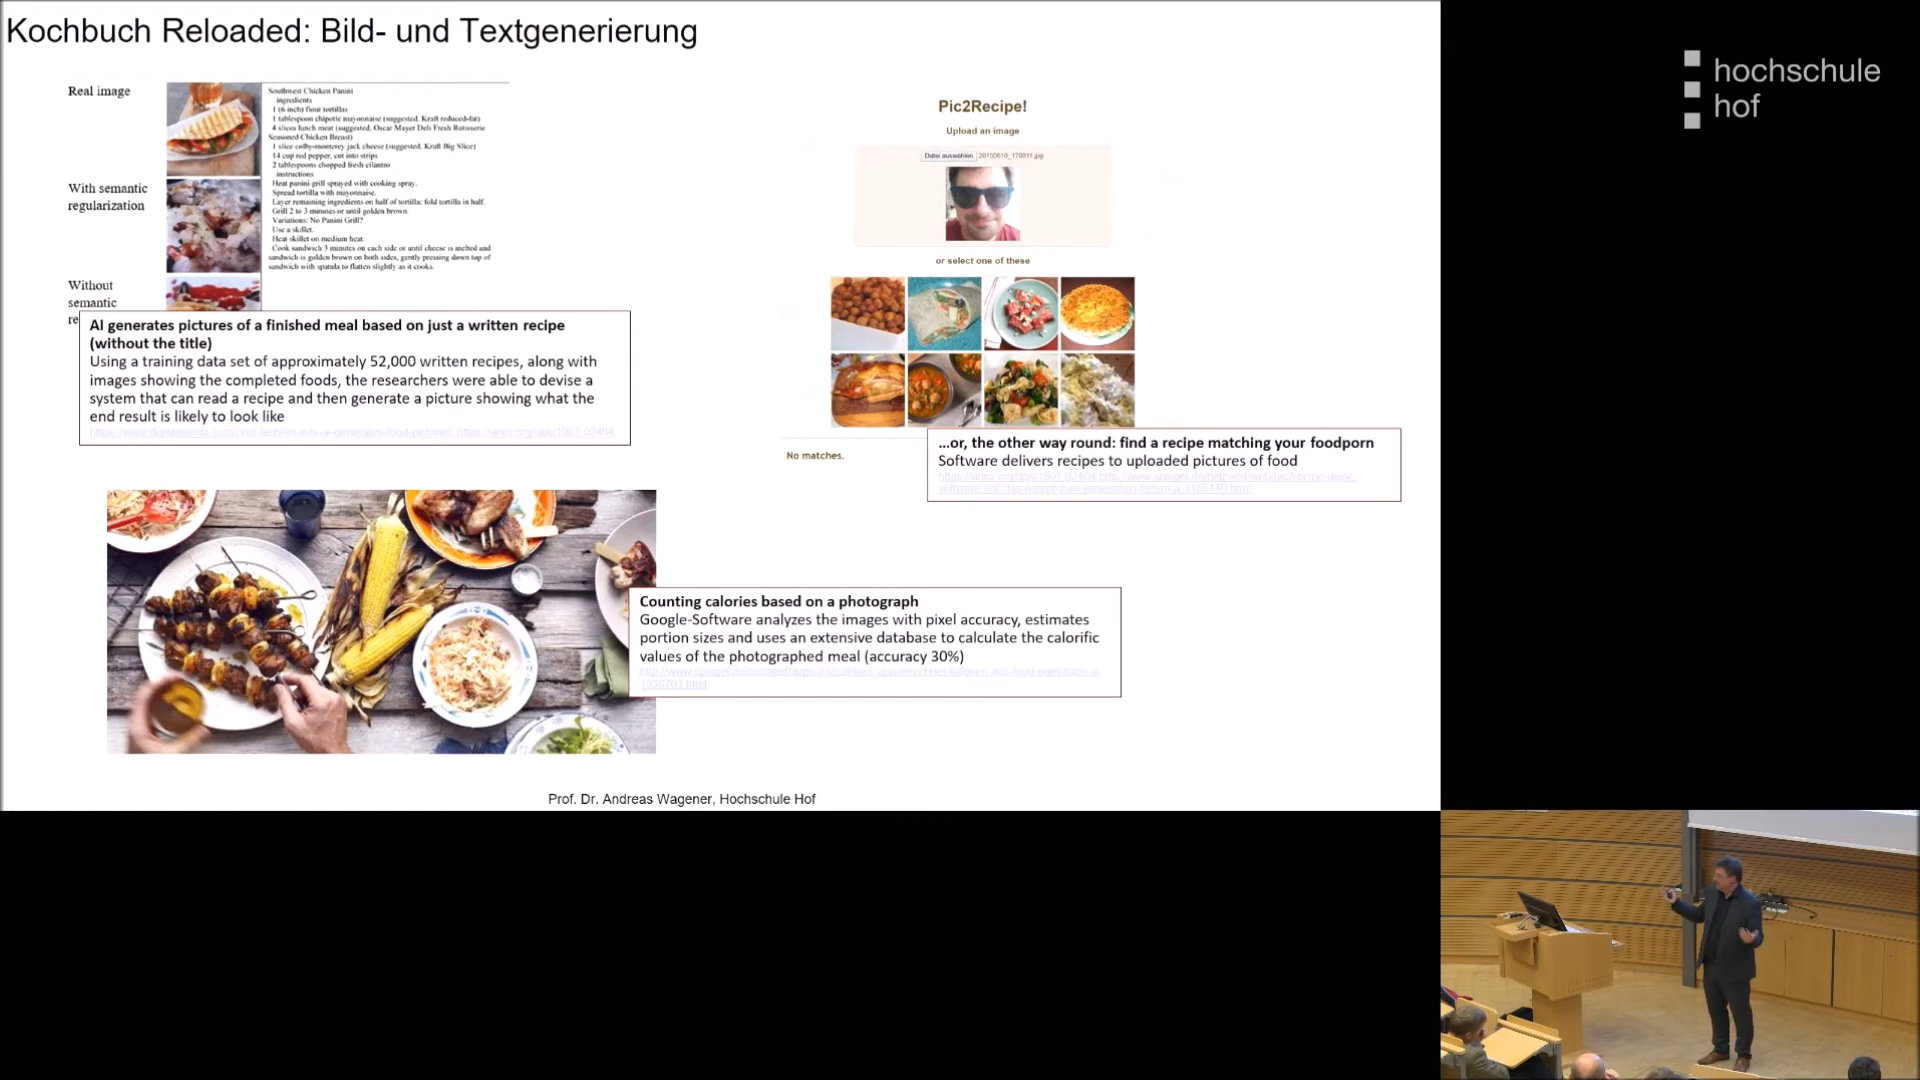 Kochbuch Reloaded: Bild- und Textgenerierung
hochschule
hof
Real image
With semantic
regularization
Without
semantic
re
Southwest Chicken Panini
ingredients
1 (6 inch) flour tortillas
1 tablespoon chipotle mayonnaise (suggested, Kraft reduced-fat)
4 slices lunch meat (suggested, Oscar Mayer Deli Fresh Rotisserie
Seasoned Chicken Breast)
1 slice colby-monterey jack cheese (suggested, Kraft Big Slice)
14 cup red pepper, cut into strips
2 tablespoons chopped fresh cilantro
instructions
Heat panini grill sprayed with cooking spray.
Spread tortilla with mayonnaise.
Layer remaining ingredients on half of tortilla; fold tortilla in half.
Grill 2 to 3 minutes or until golden brown.
Variations: No Panini Grill?
Use a skillet.
Heat skillet on medium heat.
Cook sandwich 3 minutes on each side or until cheese is melted and
sandwich is golden brown on both sides, gently pressing down top of
sandwich with spatula to flatten slightly as it cooks.
AI generates pictures of a finished meal based on just a written recipe
(without the title)
Using a training data set of approximately 52,000 written recipes, along with
images showing the completed foods, the researchers were able to devise a
system that can read a recipe and then generate a picture showing what the
end result is likely to look like
https://arxiv.org/abs/1901.02404
Pic2Recipe!
Upload an image
Datei auswählen 20150810_170811.jpg
or select one of these
No matches.
...or, the other way round: find a recipe matching your foodporn
Software delivers recipes to uploaded pictures of food
https://arxiv.org/abs/1901.02404
Counting calories based on a photograph
Google-Software analyzes the images with pixel accuracy, estimates
portion sizes and uses an extensive database to calculate the calorific
values of the photographed meal (accuracy 30%)
Prof. Dr. Andreas Wagener, Hochschule Hof